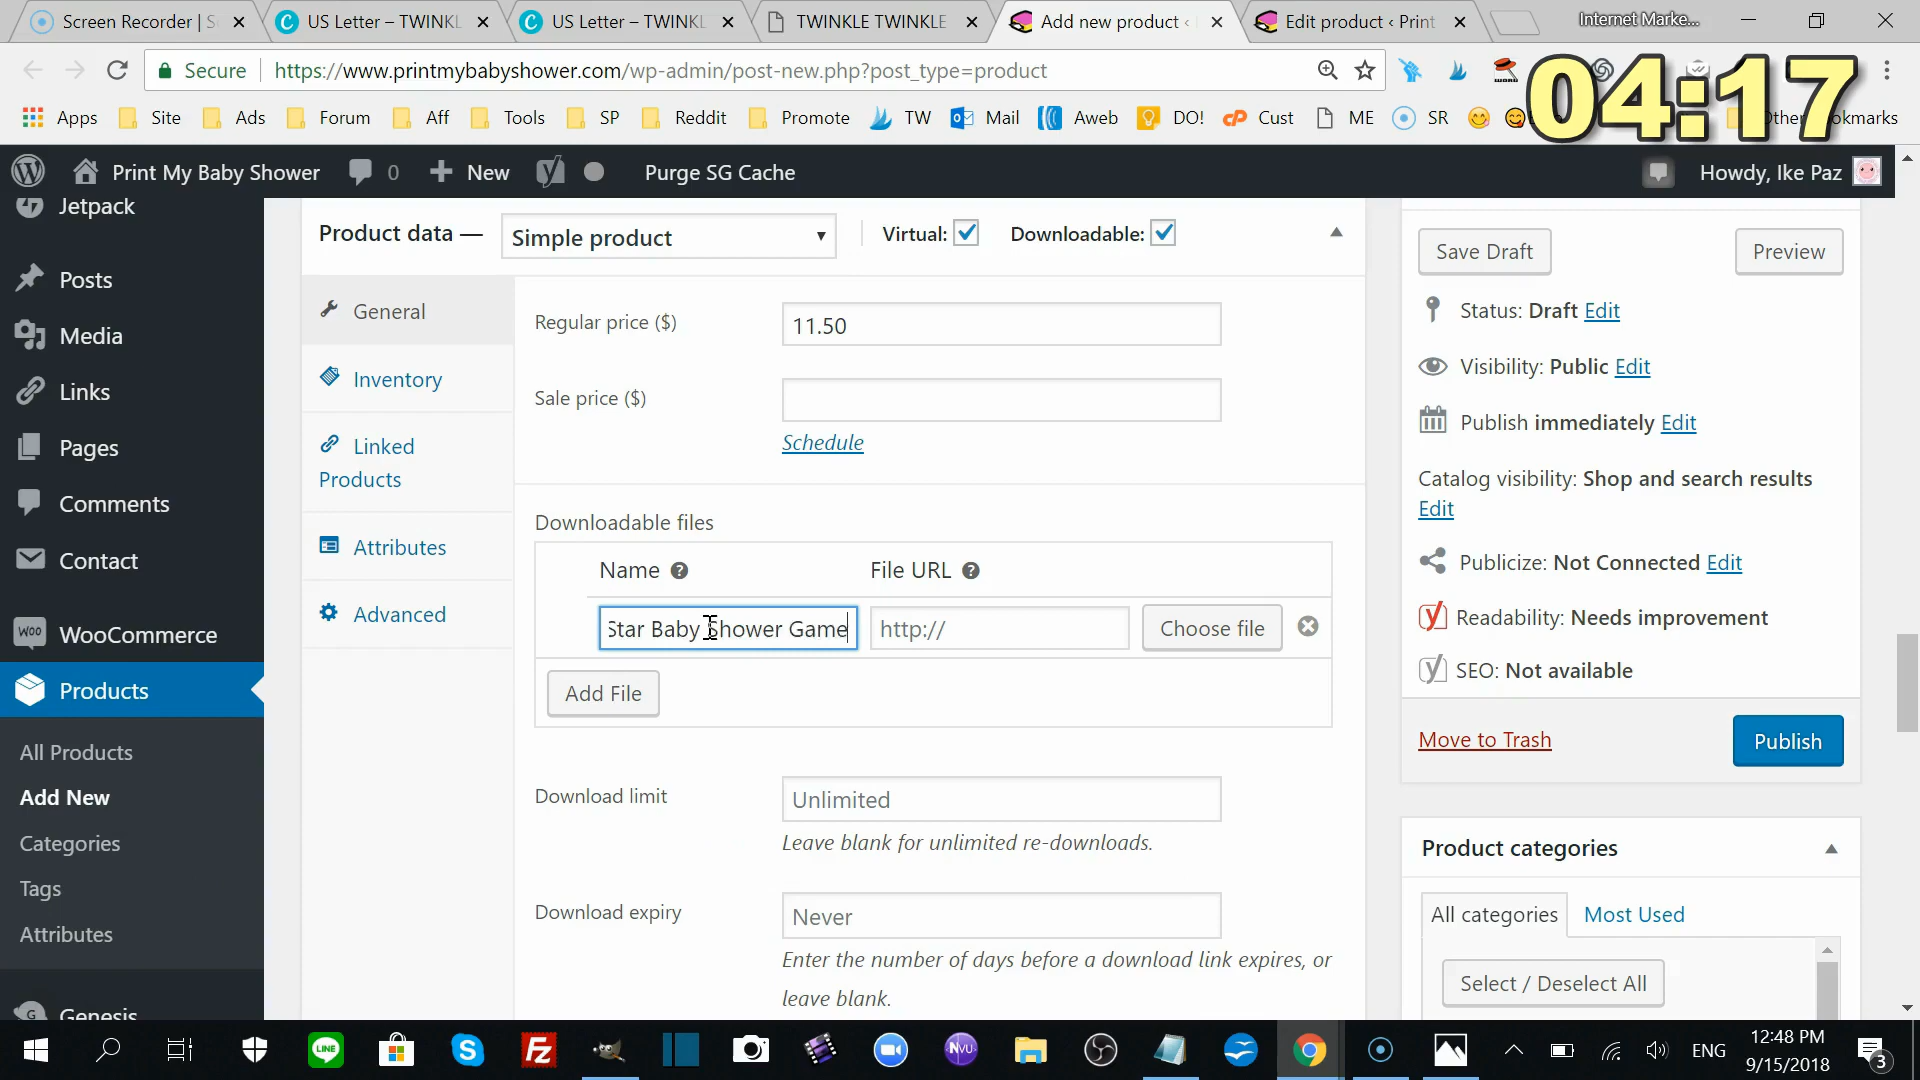 Screen Recorder | S
US Letter – TWINKL
US Letter – TWINKL
TWINKLE TWINKLE
Add new product ‹
Edit product ‹ Print
Internet Marke...
Secure
https://www.printmybabyshower.com/wp-admin/post-new.php?post_type=product
04:17
Apps
Site
Ads
Forum
Aff
Tools
SP
Reddit
Promote
TW
Mail
Aweb
DO!
Cust
ME
SR
Print My Baby Shower
0
New
Purge SG Cache
Howdy, Ike Paz
Jetpack
Posts
Media
Links
Pages
Comments
Contact
WooCommerce
Products
All Products
Add New
Categories
Tags
Attributes
Genesis
Product data —
Simple product
Virtual:
Downloadable:
General
Inventory
Linked
Products
Attributes
Advanced
Regular price ($)
11.50
Sale price ($)
Schedule
Downloadable files
Name
File URL
Star Baby Shower Game
http://
Choose file
Add File
Download limit
Unlimited
Leave blank for unlimited re-downloads.
Download expiry
Never
Enter the number of days before a download link expires, or
leave blank.
Save Draft
Preview
Status: Draft Edit
Visibility: Public Edit
Publish immediately Edit
Catalog visibility: Shop and search results
Edit
Publicize: Not Connected Edit
Readability: Needs improvement
SEO: Not available
Move to Trash
Publish
Product categories
All categories
Most Used
Select / Deselect All
ENG
12:48 PM
9/15/2018
3